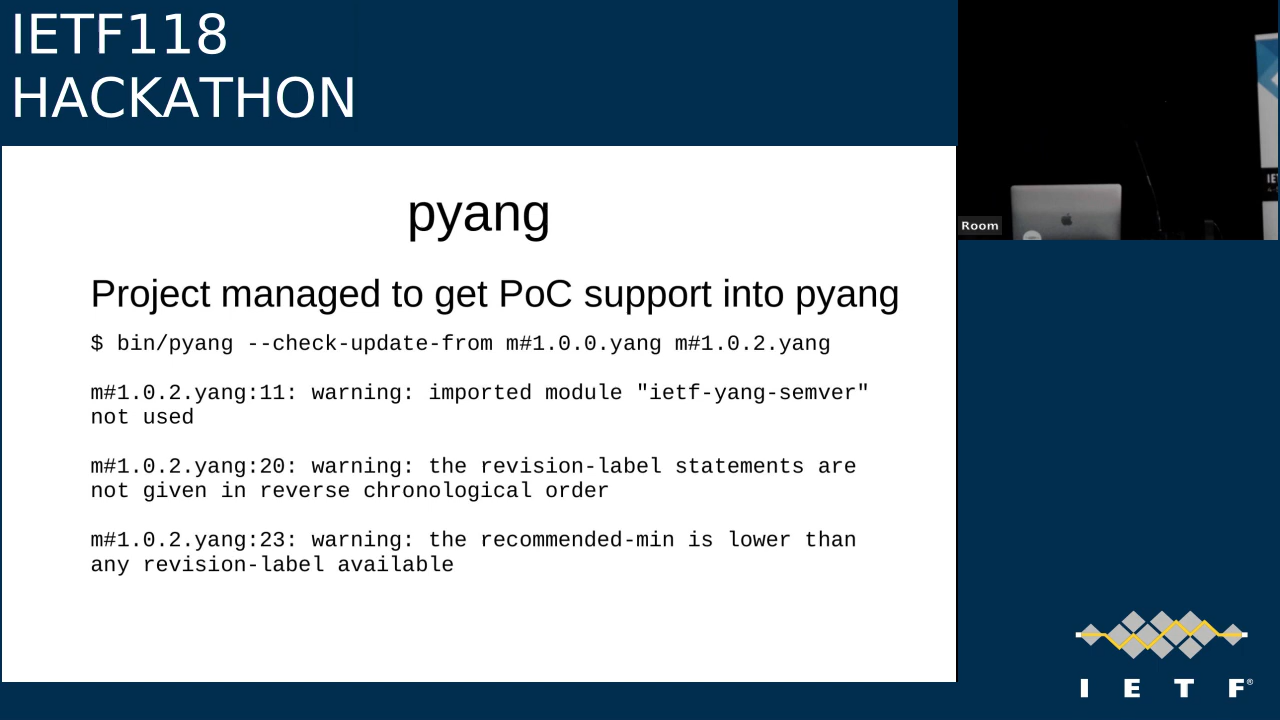 IETF118
HACKATHON
pyang
Project managed to get PoC support into pyang
$ bin/pyang --check-update-from m#1.0.0.yang m#1.0.2.yang
m#1.0.2.yang:11: warning: imported module "ietf-yang-semver"
not used
m#1.0.2.yang:20: warning: the revision-label statements are
not given in reverse chronological order
m#1.0.2.yang:23: warning: the recommended-min is lower than
any revision-label available
Room
I E T F®